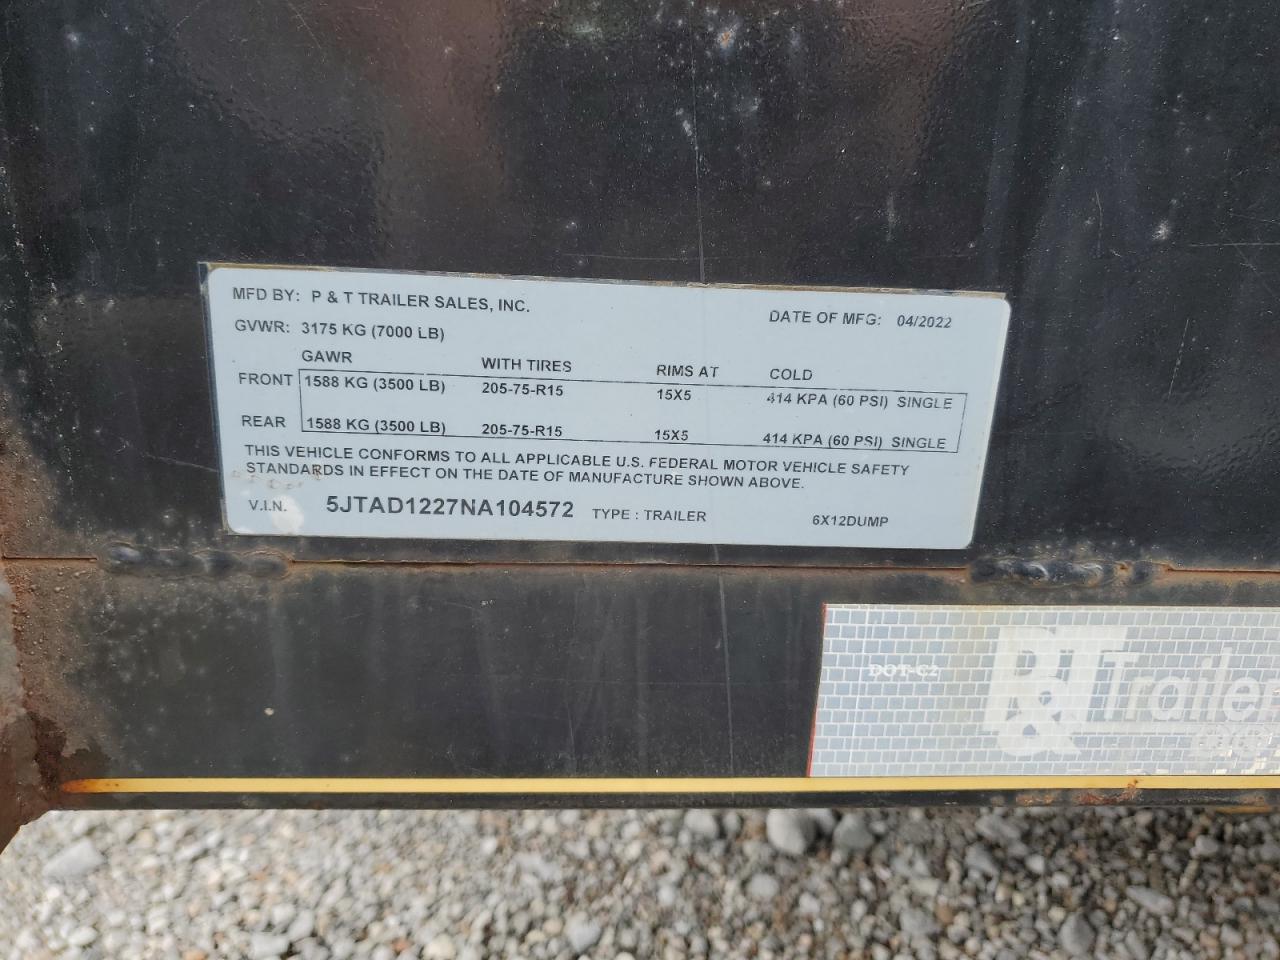 MFD BY: P & T TRAILER SALES, INC.
DATE OF MFG: 04/2022
GVWR: 3175 KG (7000 LB)
GAWR WITH TIRES RIMS AT COLD
FRONT 1588 KG (3500 LB) 205-75-R15 15X5 414 KPA (60 PSI) SINGLE
REAR 1588 KG (3500 LB) 205-75-R15 15X5 414 KPA (60 PSI) SINGLE
THIS VEHICLE CONFORMS TO ALL APPLICABLE U.S. FEDERAL MOTOR VEHICLE SAFETY
STANDARDS IN EFFECT ON THE DATE OF MANUFACTURE SHOWN ABOVE.
V.I.N. 5JTAD1227NA104572 TYPE : TRAILER 6X12DUMP
DOT-C2
P&T Trailer